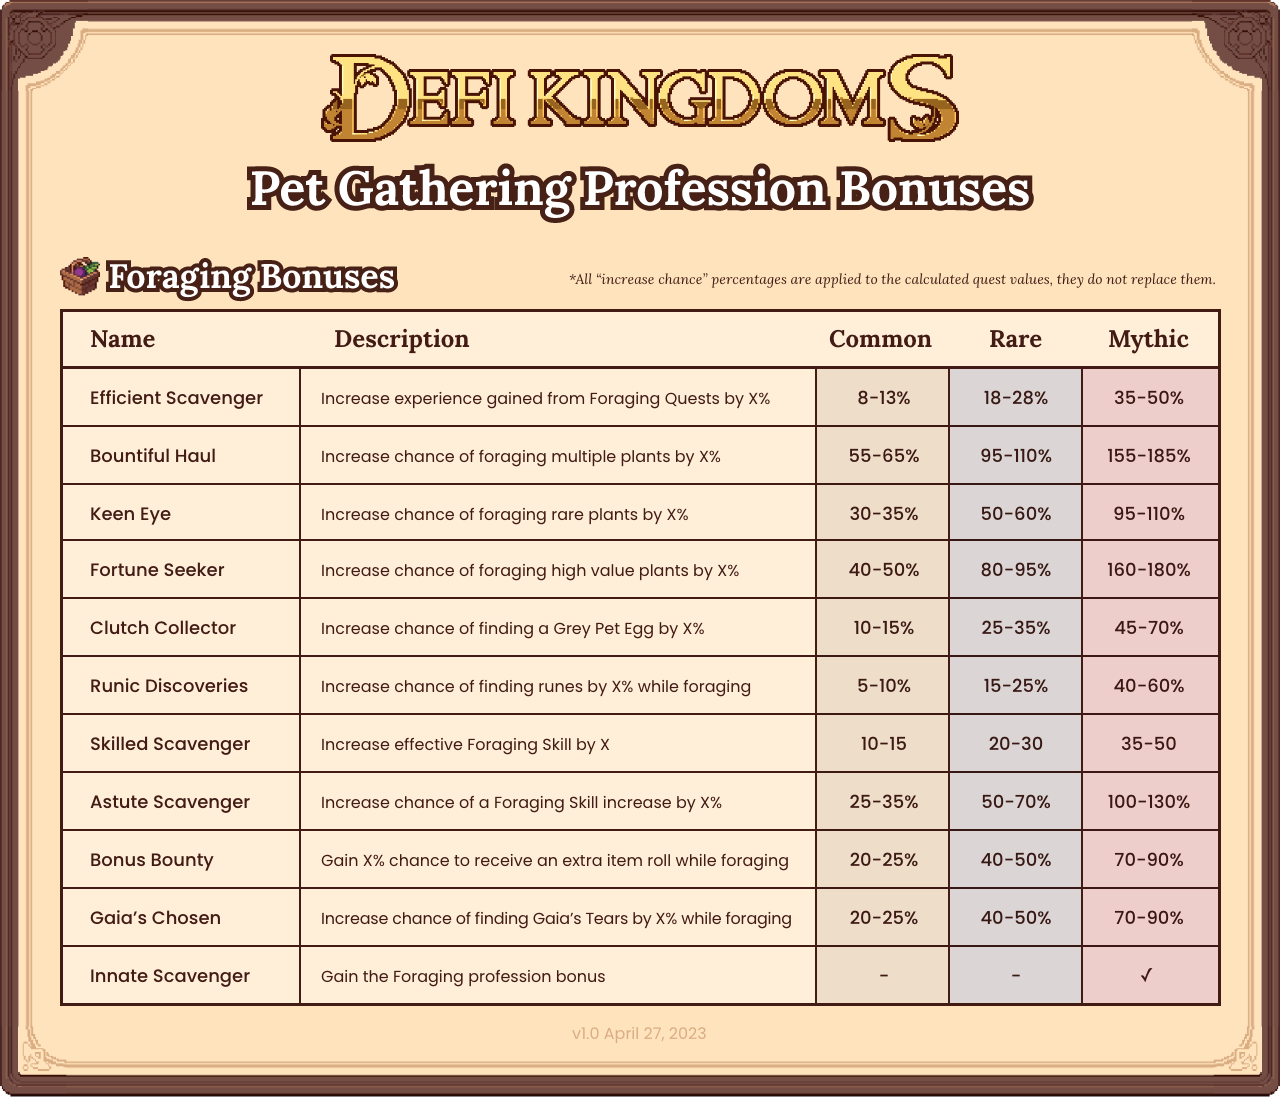 DEFI KINGDOMS
Pet Gathering Profession Bonuses
Foraging Bonuses
*All “increase chance” percentages are applied to the calculated quest values, they do not replace them.
Name Description Common Rare Mythic
Efficient Scavenger Increase experience gained from Foraging Quests by X% 8-13% 18-28% 35-50%
Bountiful Haul Increase chance of foraging multiple plants by X% 55-65% 95-110% 155-185%
Keen Eye Increase chance of foraging rare plants by X% 30-35% 50-60% 95-110%
Fortune Seeker Increase chance of foraging high value plants by X% 40-50% 80-95% 160-180%
Clutch Collector Increase chance of finding a Grey Pet Egg by X% 10-15% 25-35% 45-70%
Runic Discoveries Increase chance of finding runes by X% while foraging 5-10% 15-25% 40-60%
Skilled Scavenger Increase effective Foraging Skill by X 10-15 20-30 35-50
Astute Scavenger Increase chance of a Foraging Skill increase by X% 25-35% 50-70% 100-130%
Bonus Bounty Gain X% chance to receive an extra item roll while foraging 20-25% 40-50% 70-90%
Gaia’s Chosen Increase chance of finding Gaia’s Tears by X% while foraging 20-25% 40-50% 70-90%
Innate Scavenger Gain the Foraging profession bonus - - ✓
v1.0 April 27, 2023